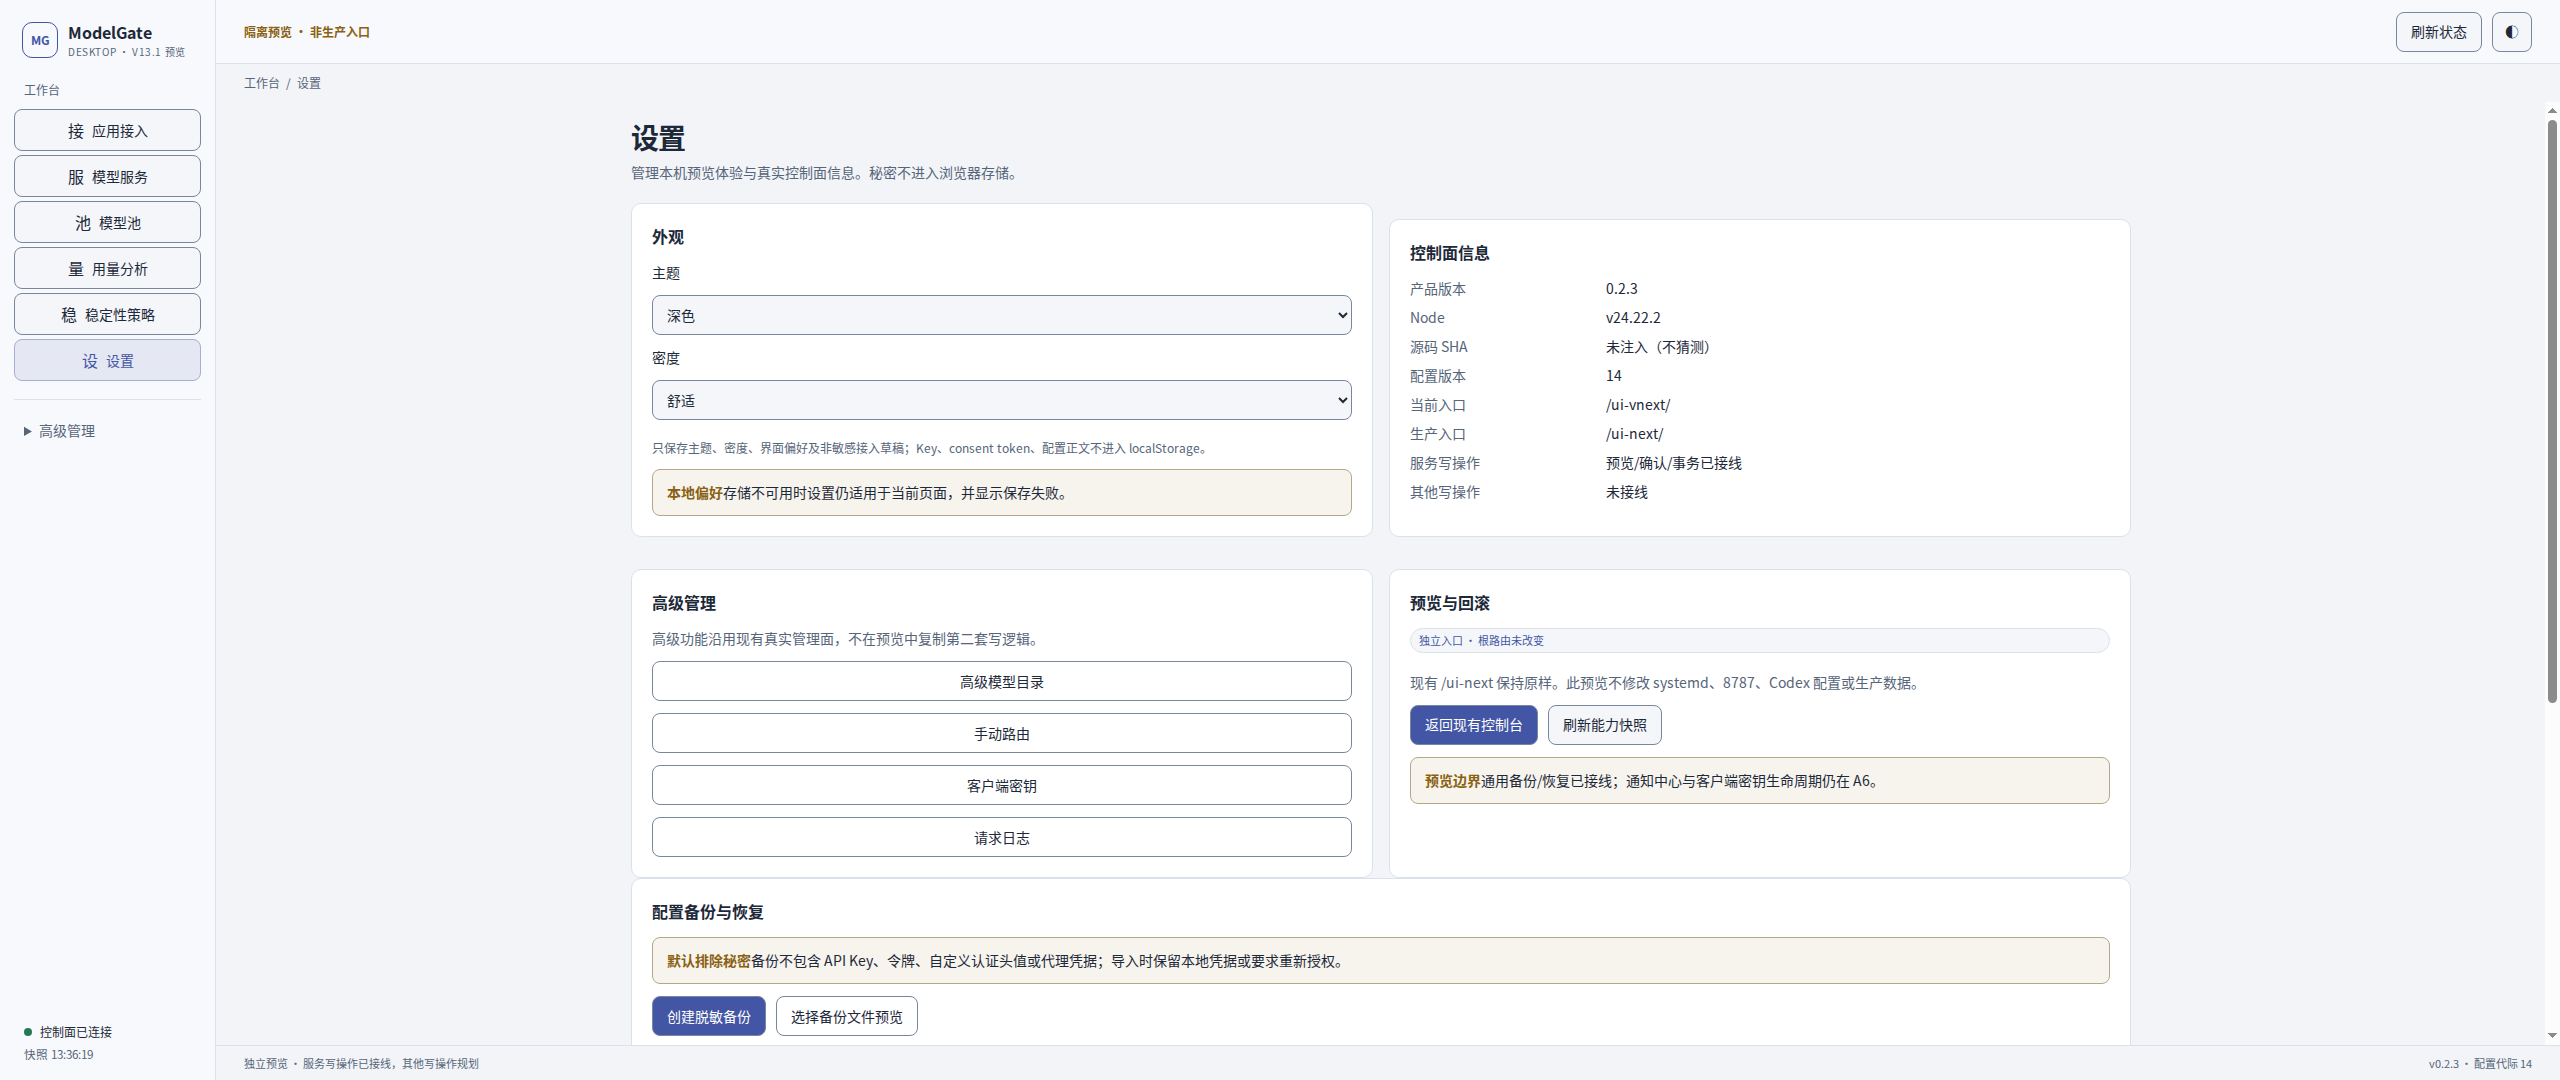 MG
ModelGate
DESKTOP · V13.1 预览
工作台
接 应用接入
服 模型服务
池 模型池
量 用量分析
稳 稳定性策略
设 设置
高级管理
控制面已连接
快照 13:36:19
隔离预览 · 非生产入口
刷新状态
工作台 / 设置
设置
管理本机预览体验与真实控制面信息。秘密不进入浏览器存储。
外观
主题
深色
密度
舒适
只保存主题、密度、界面偏好及非敏感接入草稿；Key、consent token、配置正文不进入 localStorage。
本地偏好存储不可用时设置仍适用于当前页面，并显示保存失败。
控制面信息
产品版本 0.2.3
Node v24.22.2
源码 SHA 未注入（不猜测）
配置版本 14
当前入口 /ui-vnext/
生产入口 /ui-next/
服务写操作 预览/确认/事务已接线
其他写操作 未接线
高级管理
高级功能沿用现有真实管理面，不在预览中复制第二套写逻辑。
高级模型目录
手动路由
客户端密钥
请求日志
预览与回滚
独立入口 · 根路由未改变
现有 /ui-next 保持原样。此预览不修改 systemd、8787、Codex 配置或生产数据。
返回现有控制台 刷新能力快照
预览边界通用备份/恢复已接线；通知中心与客户端密钥生命周期仍在 A6。
配置备份与恢复
默认排除秘密备份不包含 API Key、令牌、自定义认证头值或代理凭据；导入时保留本地凭据或要求重新授权。
创建脱敏备份 选择备份文件预览
独立预览 · 服务写操作已接线，其他写操作规划
v0.2.3 · 配置代际 14